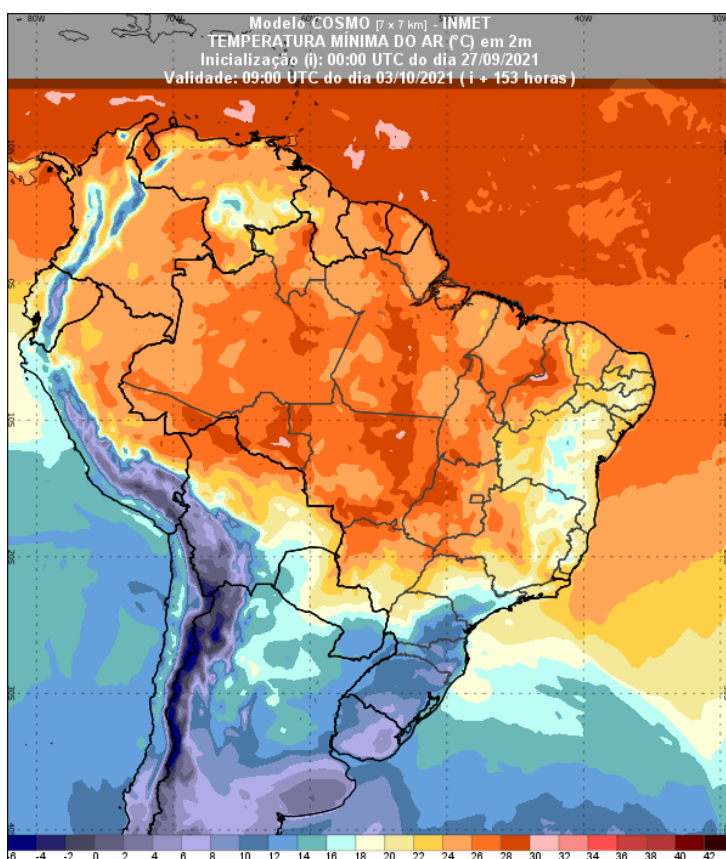 80W 70W 60W 50W 40W
Modelo COSMO [7 x 7 km] - INMET
TEMPERATURA MÍNIMA DO AR (°C) em 2m
Inicialização (i): 00:00 UTC do dia 27/09/2021
Validade: 09:00 UTC do dia 03/10/2021 ( i + 153 horas )
-6 -4 -2 0 2 4 6 8 10 12 14 16 18 20 22 24 26 28 30 32 34 36 38 40 42